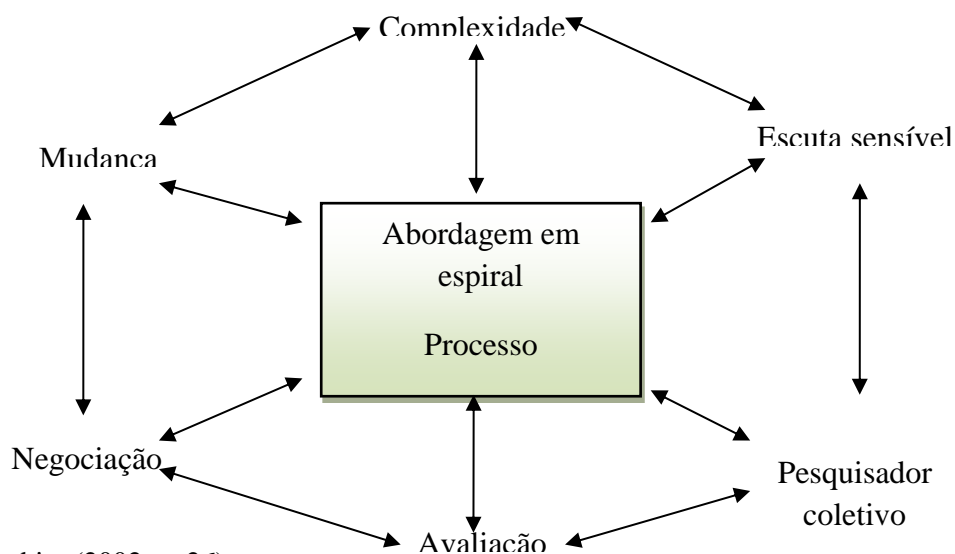 Complexidade
Escuta sensível
Mudança
Abordagem em
espiral
Processo
Negociação
Pesquisador
coletivo
Avaliação